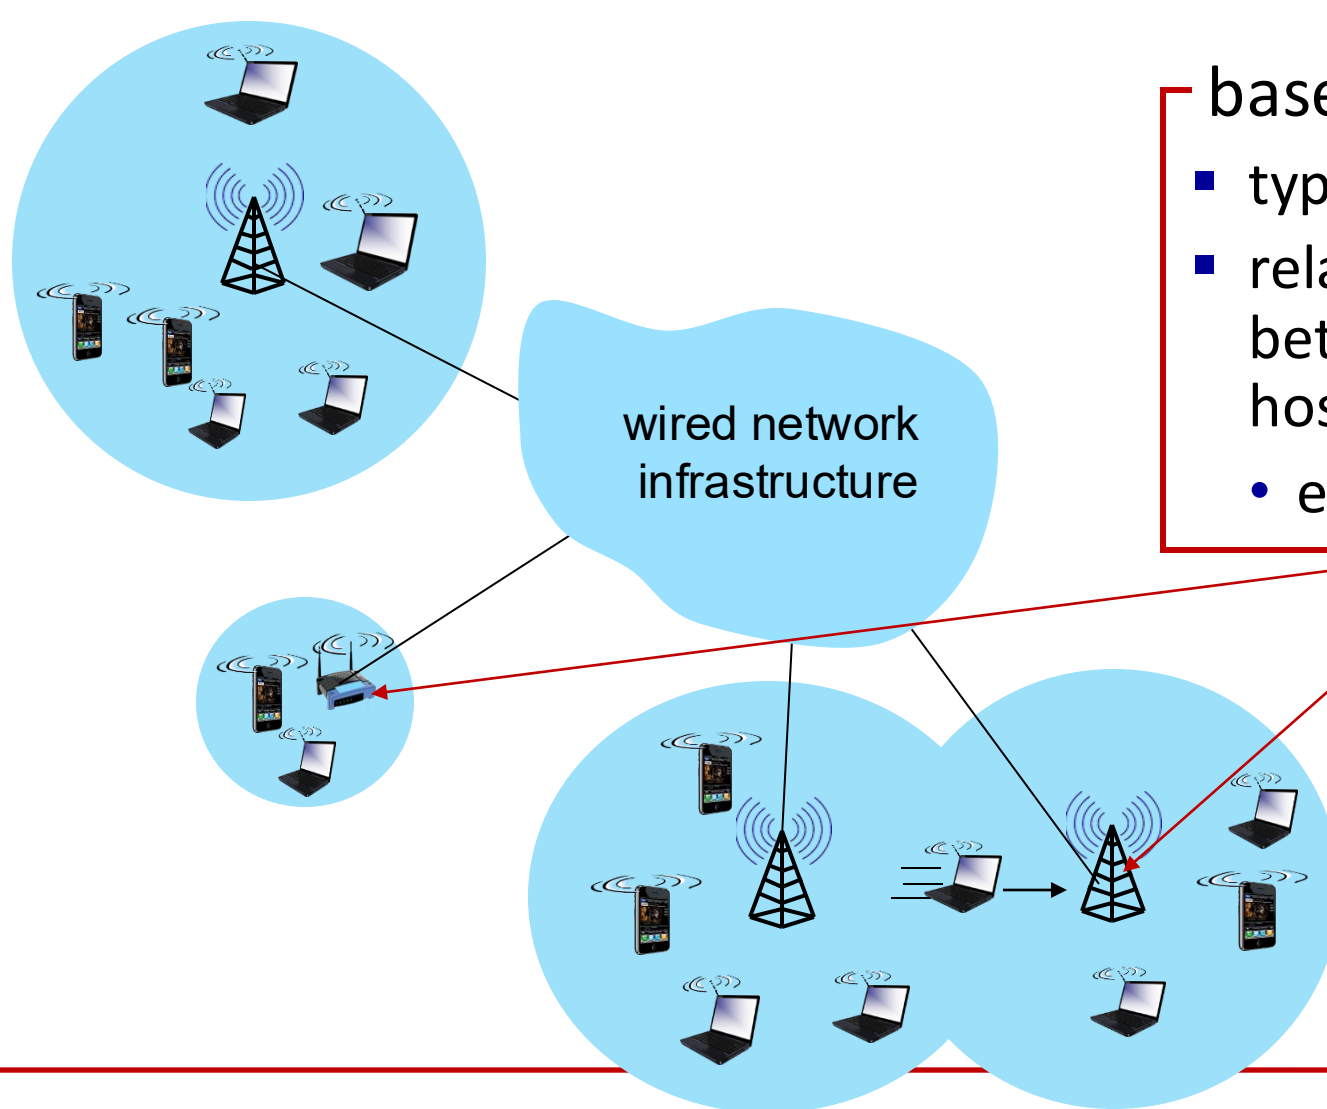 base
typ
rela
bet
hos
e
wired network
infrastructure